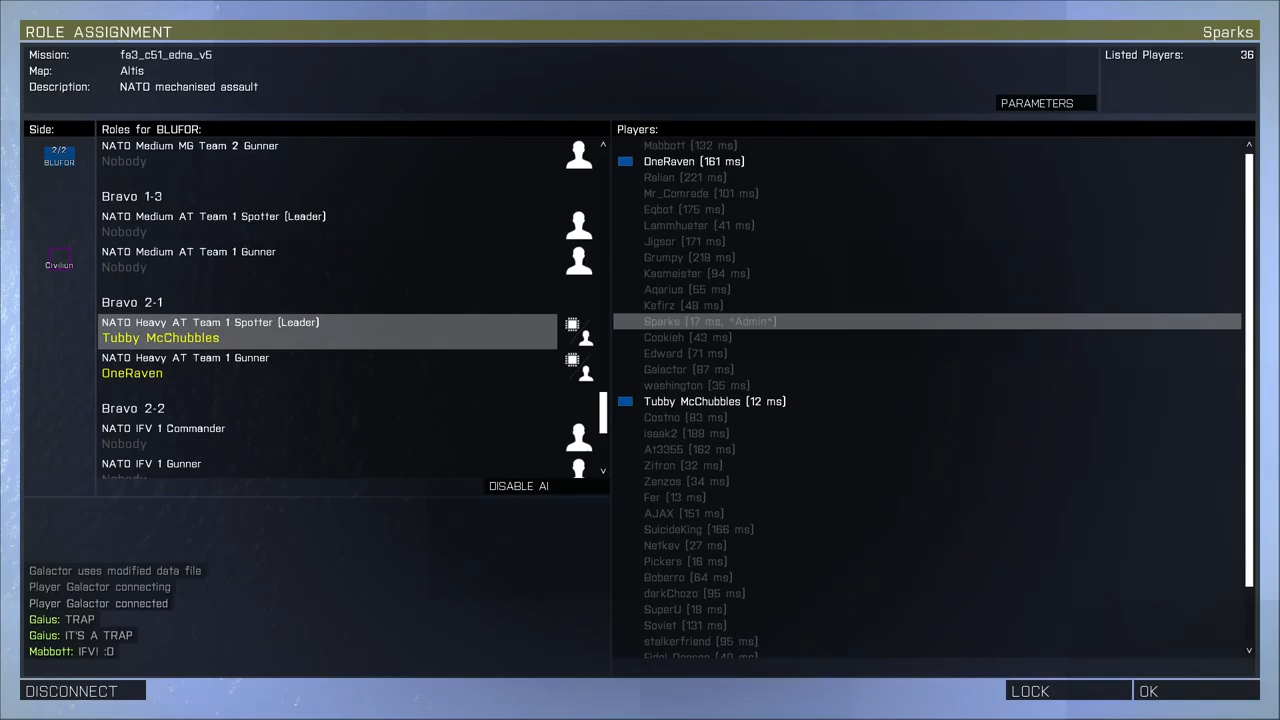 ROLE ASSIGNMENT Sparks
Mission: fa3_c51_edna_v5 Listed Players: 36
Map: Altis
Description: NATO mechanised assault
PARAMETERS
Side: Roles for BLUFOR: Players:
2/2
BLUFOR
Civilian
NATO Medium MG Team 2 Gunner
Nobody
Bravo 1-3
NATO Medium AT Team 1 Spotter (Leader)
Nobody
NATO Medium AT Team 1 Gunner
Nobody
Bravo 2-1
NATO Heavy AT Team 1 Spotter (Leader)
Tubby McChubbles
NATO Heavy AT Team 1 Gunner
OneRaven
Bravo 2-2
NATO IFV 1 Commander
Nobody
NATO IFV 1 Gunner
Nobody
DISABLE AI
Mabbott [132 ms]
OneRaven [161 ms]
Ralian [221 ms]
Mr_Comrade [101 ms]
Eqbot [175 ms]
Lammhueter [41 ms]
Jigsor [171 ms]
Grumpy [218 ms]
Kasmeister [94 ms]
Aqarius [55 ms]
Kefirz [48 ms]
Sparks [17 ms, *Admin*]
Cookieh [43 ms]
Edward [71 ms]
Galactor [87 ms]
washington [35 ms]
Tubby McChubbles [12 ms]
Costno [83 ms]
isaak2 [188 ms]
At3355 [162 ms]
Zitron [32 ms]
Zenzos [34 ms]
Fer [13 ms]
AJAX [151 ms]
SuicideKing [166 ms]
Netkev [27 ms]
Pickers [16 ms]
Boberro [64 ms]
darkChozo [95 ms]
SuperU [18 ms]
Soviet [131 ms]
stalkerfriend [95 ms]
Galactor uses modified data file
Player Galactor connecting
Player Galactor connected
Gaius: TRAP
Gaius: IT'S A TRAP
Mabbott: IFV! :D
DISCONNECT LOCK OK